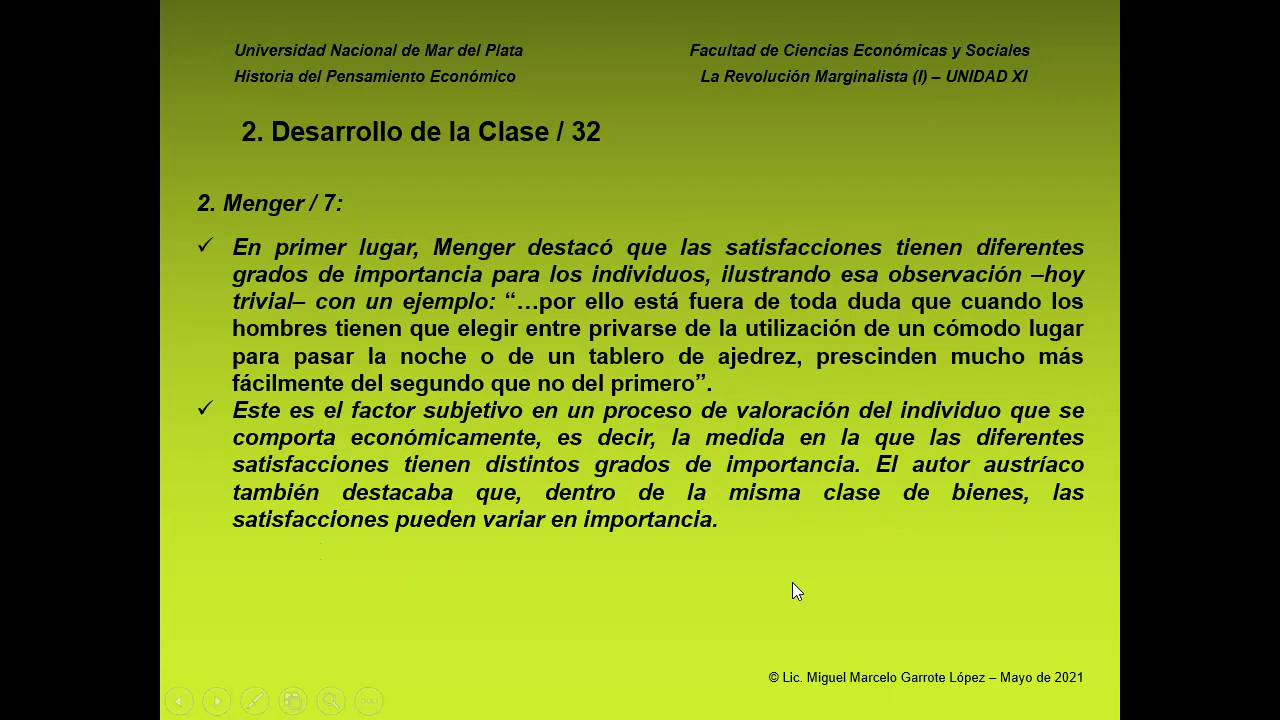 Universidad Nacional de Mar del Plata
Facultad de Ciencias Económicas y Sociales
Historia del Pensamiento Económico
La Revolución Marginalista (I) – UNIDAD XI
2. Desarrollo de la Clase / 32
2. Menger / 7:
✓ En primer lugar, Menger destacó que las satisfacciones tienen diferentes
grados de importancia para los individuos, ilustrando esa observación –hoy
trivial– con un ejemplo: “…por ello está fuera de toda duda que cuando los
hombres tienen que elegir entre privarse de la utilización de un cómodo lugar
para pasar la noche o de un tablero de ajedrez, prescinden mucho más
fácilmente del segundo que no del primero”.
✓ Este es el factor subjetivo en un proceso de valoración del individuo que se
comporta económicamente, es decir, la medida en la que las diferentes
satisfacciones tienen distintos grados de importancia. El autor austríaco
también destacaba que, dentro de la misma clase de bienes, las
satisfacciones pueden variar en importancia.
© Lic. Miguel Marcelo Garrote López – Mayo de 2021